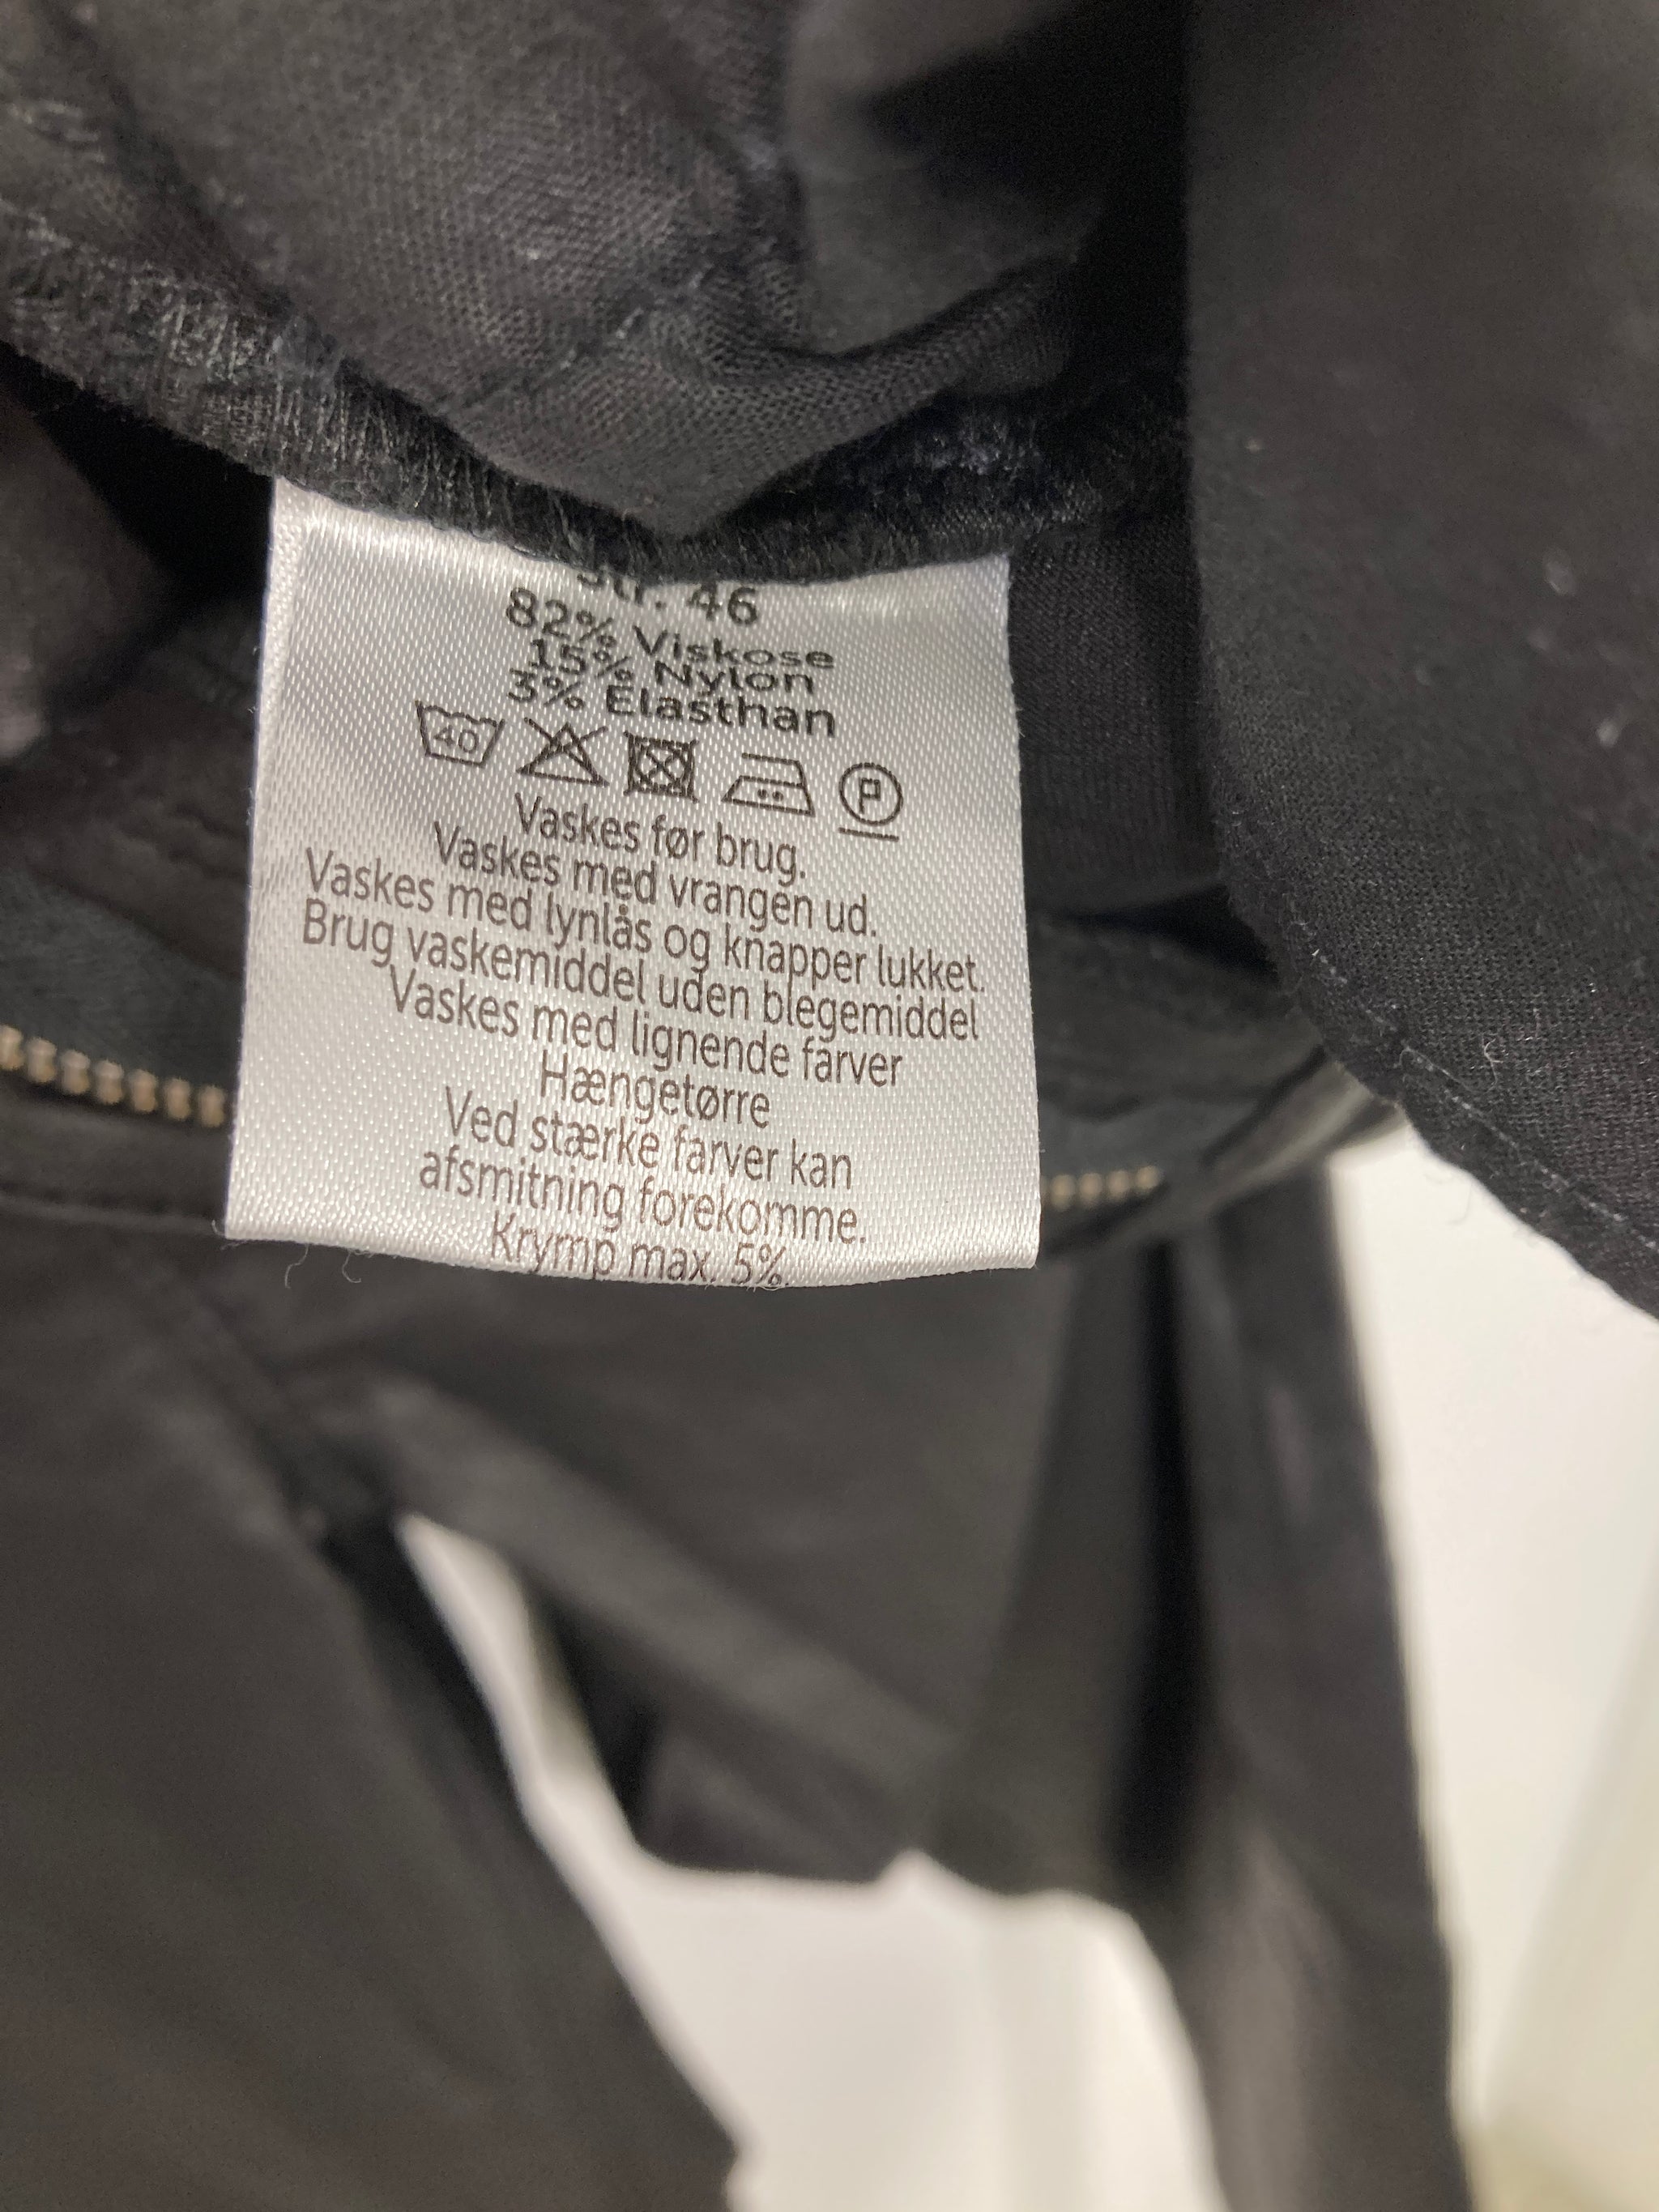 Str. 46
82% Viskose
15% Nylon
3% Elasthan
40 P
Vaskes før brug.
Vaskes med vrangen ud.
Vaskes med lynlås og knapper lukket.
Brug vaskemiddel uden blegemiddel
Vaskes med lignende farver
Hængetørre
Ved stærke farver kan
afsmitning forekomme.
Krymp max. 5%.